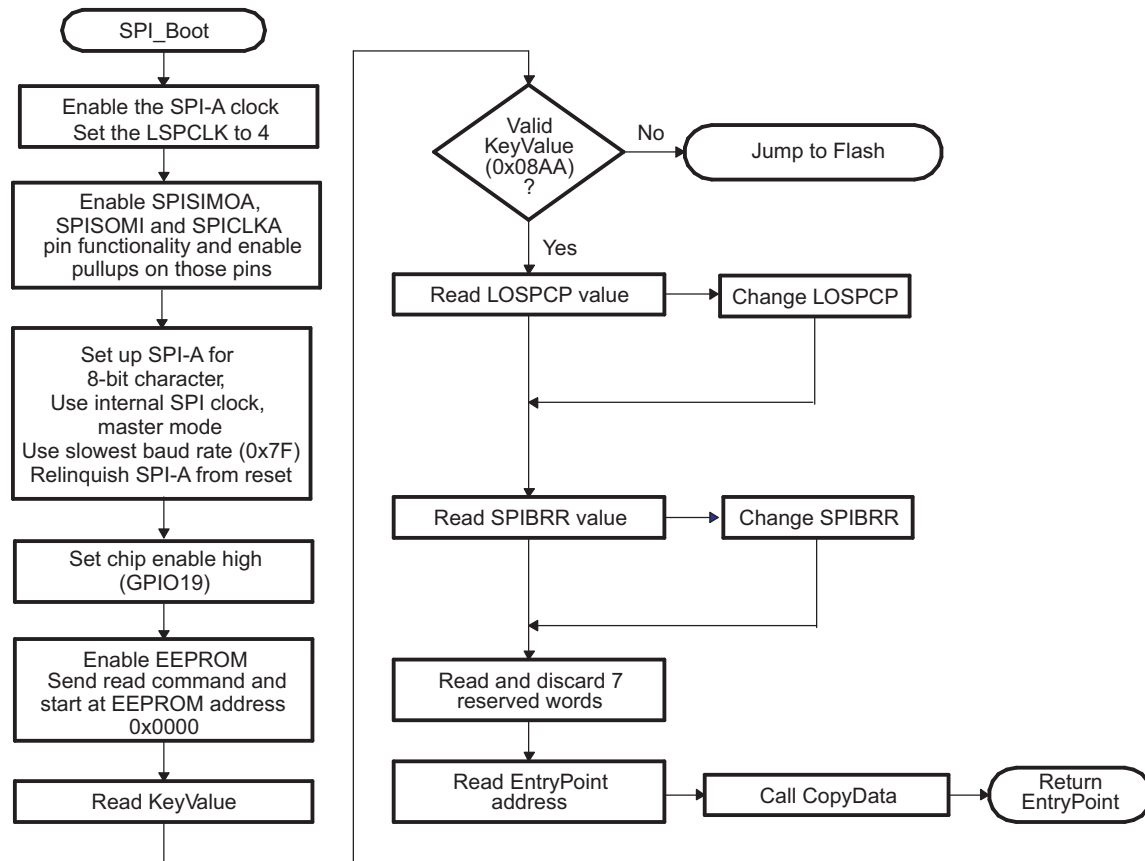 SPI_Boot
Enable the SPI-A clock
Set the LSPCLK to 4
Enable SPISIMOA,
SPISOMI and SPICLKA
pin functionality and enable
pullups on those pins
Set up SPI-A for
8-bit character,
Use internal SPI clock,
master mode
Use slowest baud rate (0x7F)
Relinquish SPI-A from reset
Set chip enable high
(GPIO19)
Enable EEPROM
Send read command and
start at EEPROM address
0x0000
Read KeyValue
Valid
KeyValue
(0x08AA)
?
No
Jump to Flash
Yes
Read LOSPCP value
Change LOSPCP
Read SPIBRR value
Change SPIBRR
Read and discard 7
reserved words
Read EntryPoint
address
Call CopyData
Return
EntryPoint